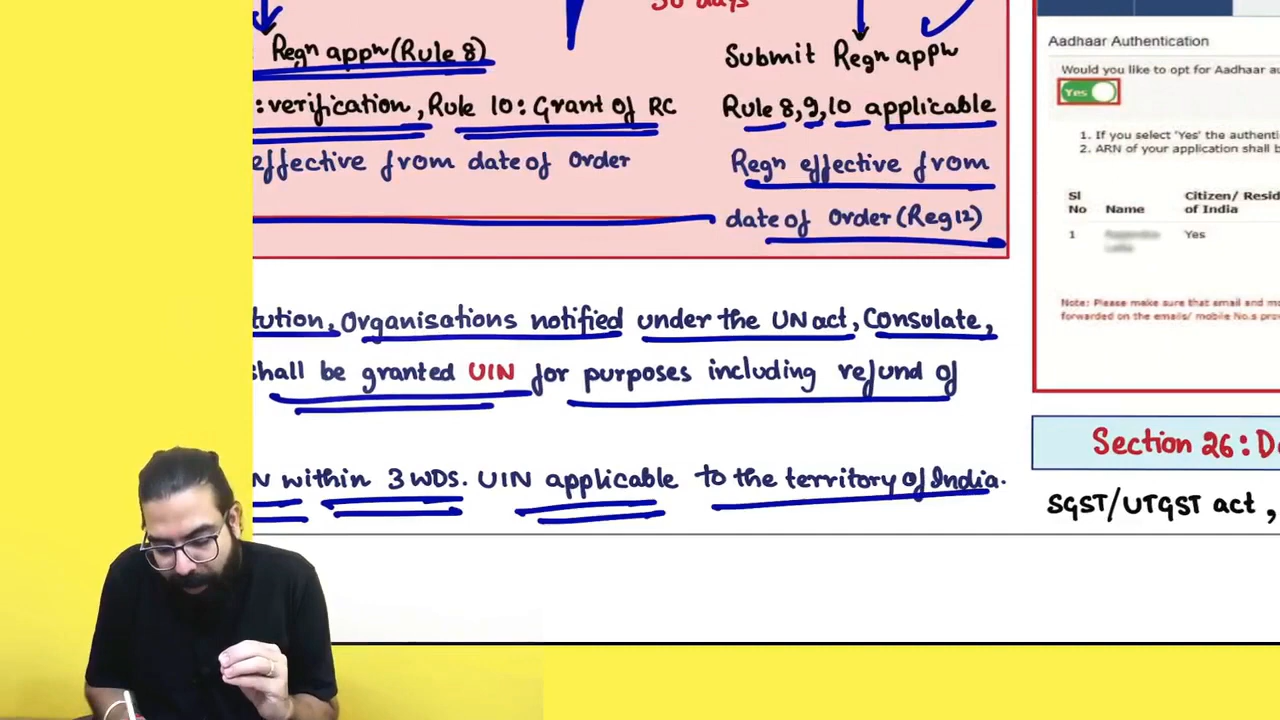 30 days
Regn appn (Rule 8)
: verification, Rule 10: Grant of RC
effective from date of Order
Submit Regn appn
Rule 8,9,10 applicable
Regn effective from
date of Order (Reg 12)
tution, Organisations notified under the UN act, Consulate,
shall be granted UIN for purposes including refund of
N within 3 WDs. UIN applicable to the territory of India.
Aadhaar Authentication
Would you like to opt for Aadhaar au
Yes
1. If you select 'Yes' the authenti
2. ARN of your application shall b
Sl No Name Citizen/ Resid of India
1 Yes
Note: Please make sure that email and mo
forwarded on the emails/ mobile No.s prov
Section 26: De
SGST/UTGST act,